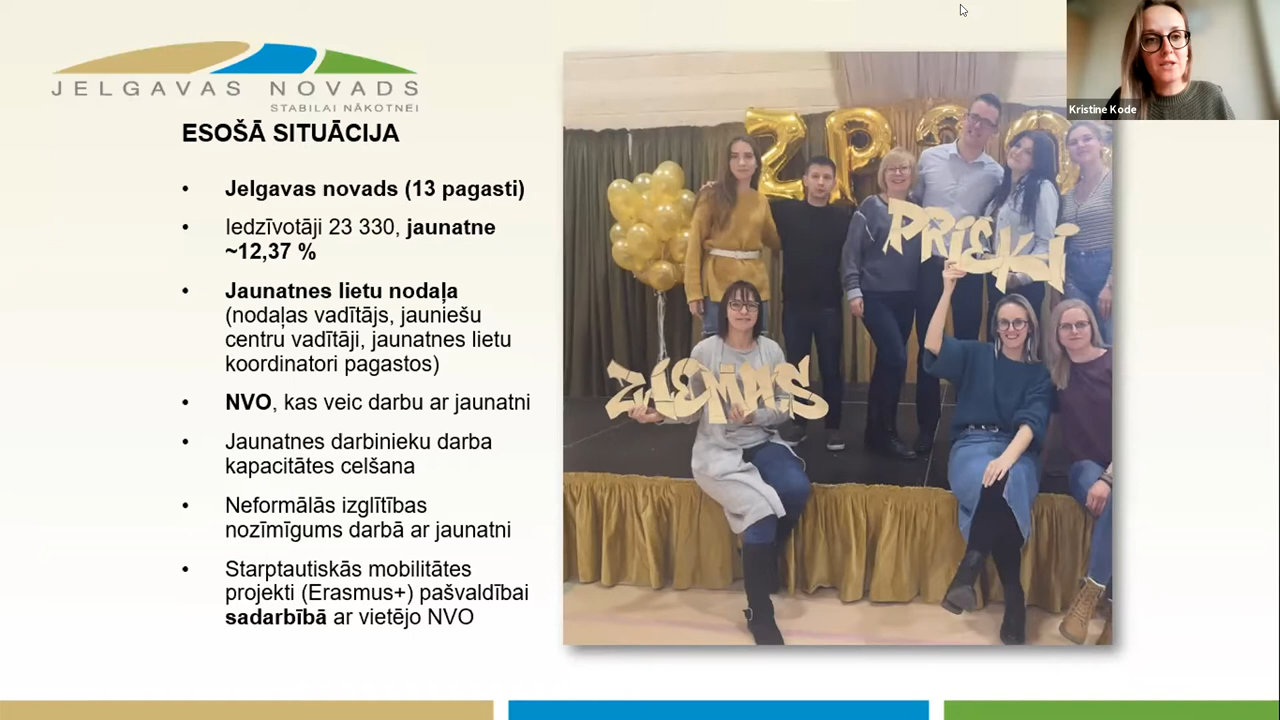 JELGAVAS NOVADS
STABILAI NĀKOTNEI
ESOŠĀ SITUĀCIJA
• Jelgavas novads (13 pagasti)
• Iedzīvotāji 23 330, jaunatne
~12,37 %
• Jaunatnes lietu nodaļa
(nodaļas vadītājs, jauniešu
centru vadītāji, jaunatnes lietu
koordinatori pagastos)
• NVO, kas veic darbu ar jaunatni
• Jaunatnes darbinieku darba
kapacitātes celšana
• Neformālās izglītības
nozīmīgums darbā ar jaunatni
• Starptautiskās mobilitātes
projekti (Erasmus+) pašvaldībai
sadarbībā ar vietējo NVO
PRIEKI
ZIEMAS
Kristine Kode